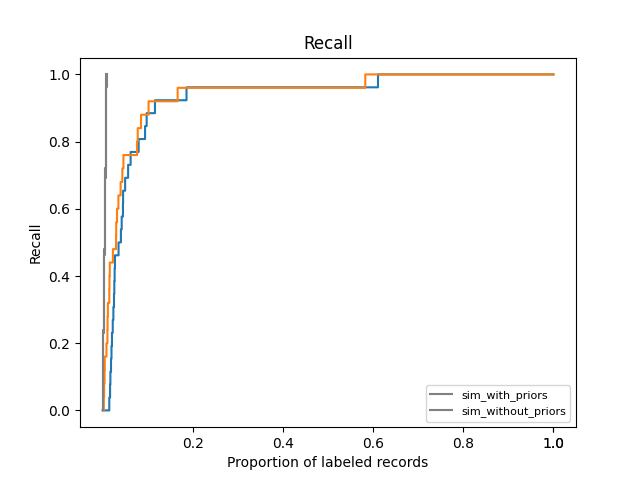 Recall
1.0
0.8
0.6
0.4
0.2
0.0
Recall
sim_with_priors
sim_without_priors
0.2 0.4 0.6 0.8 1.0 1.0
Proportion of labeled records